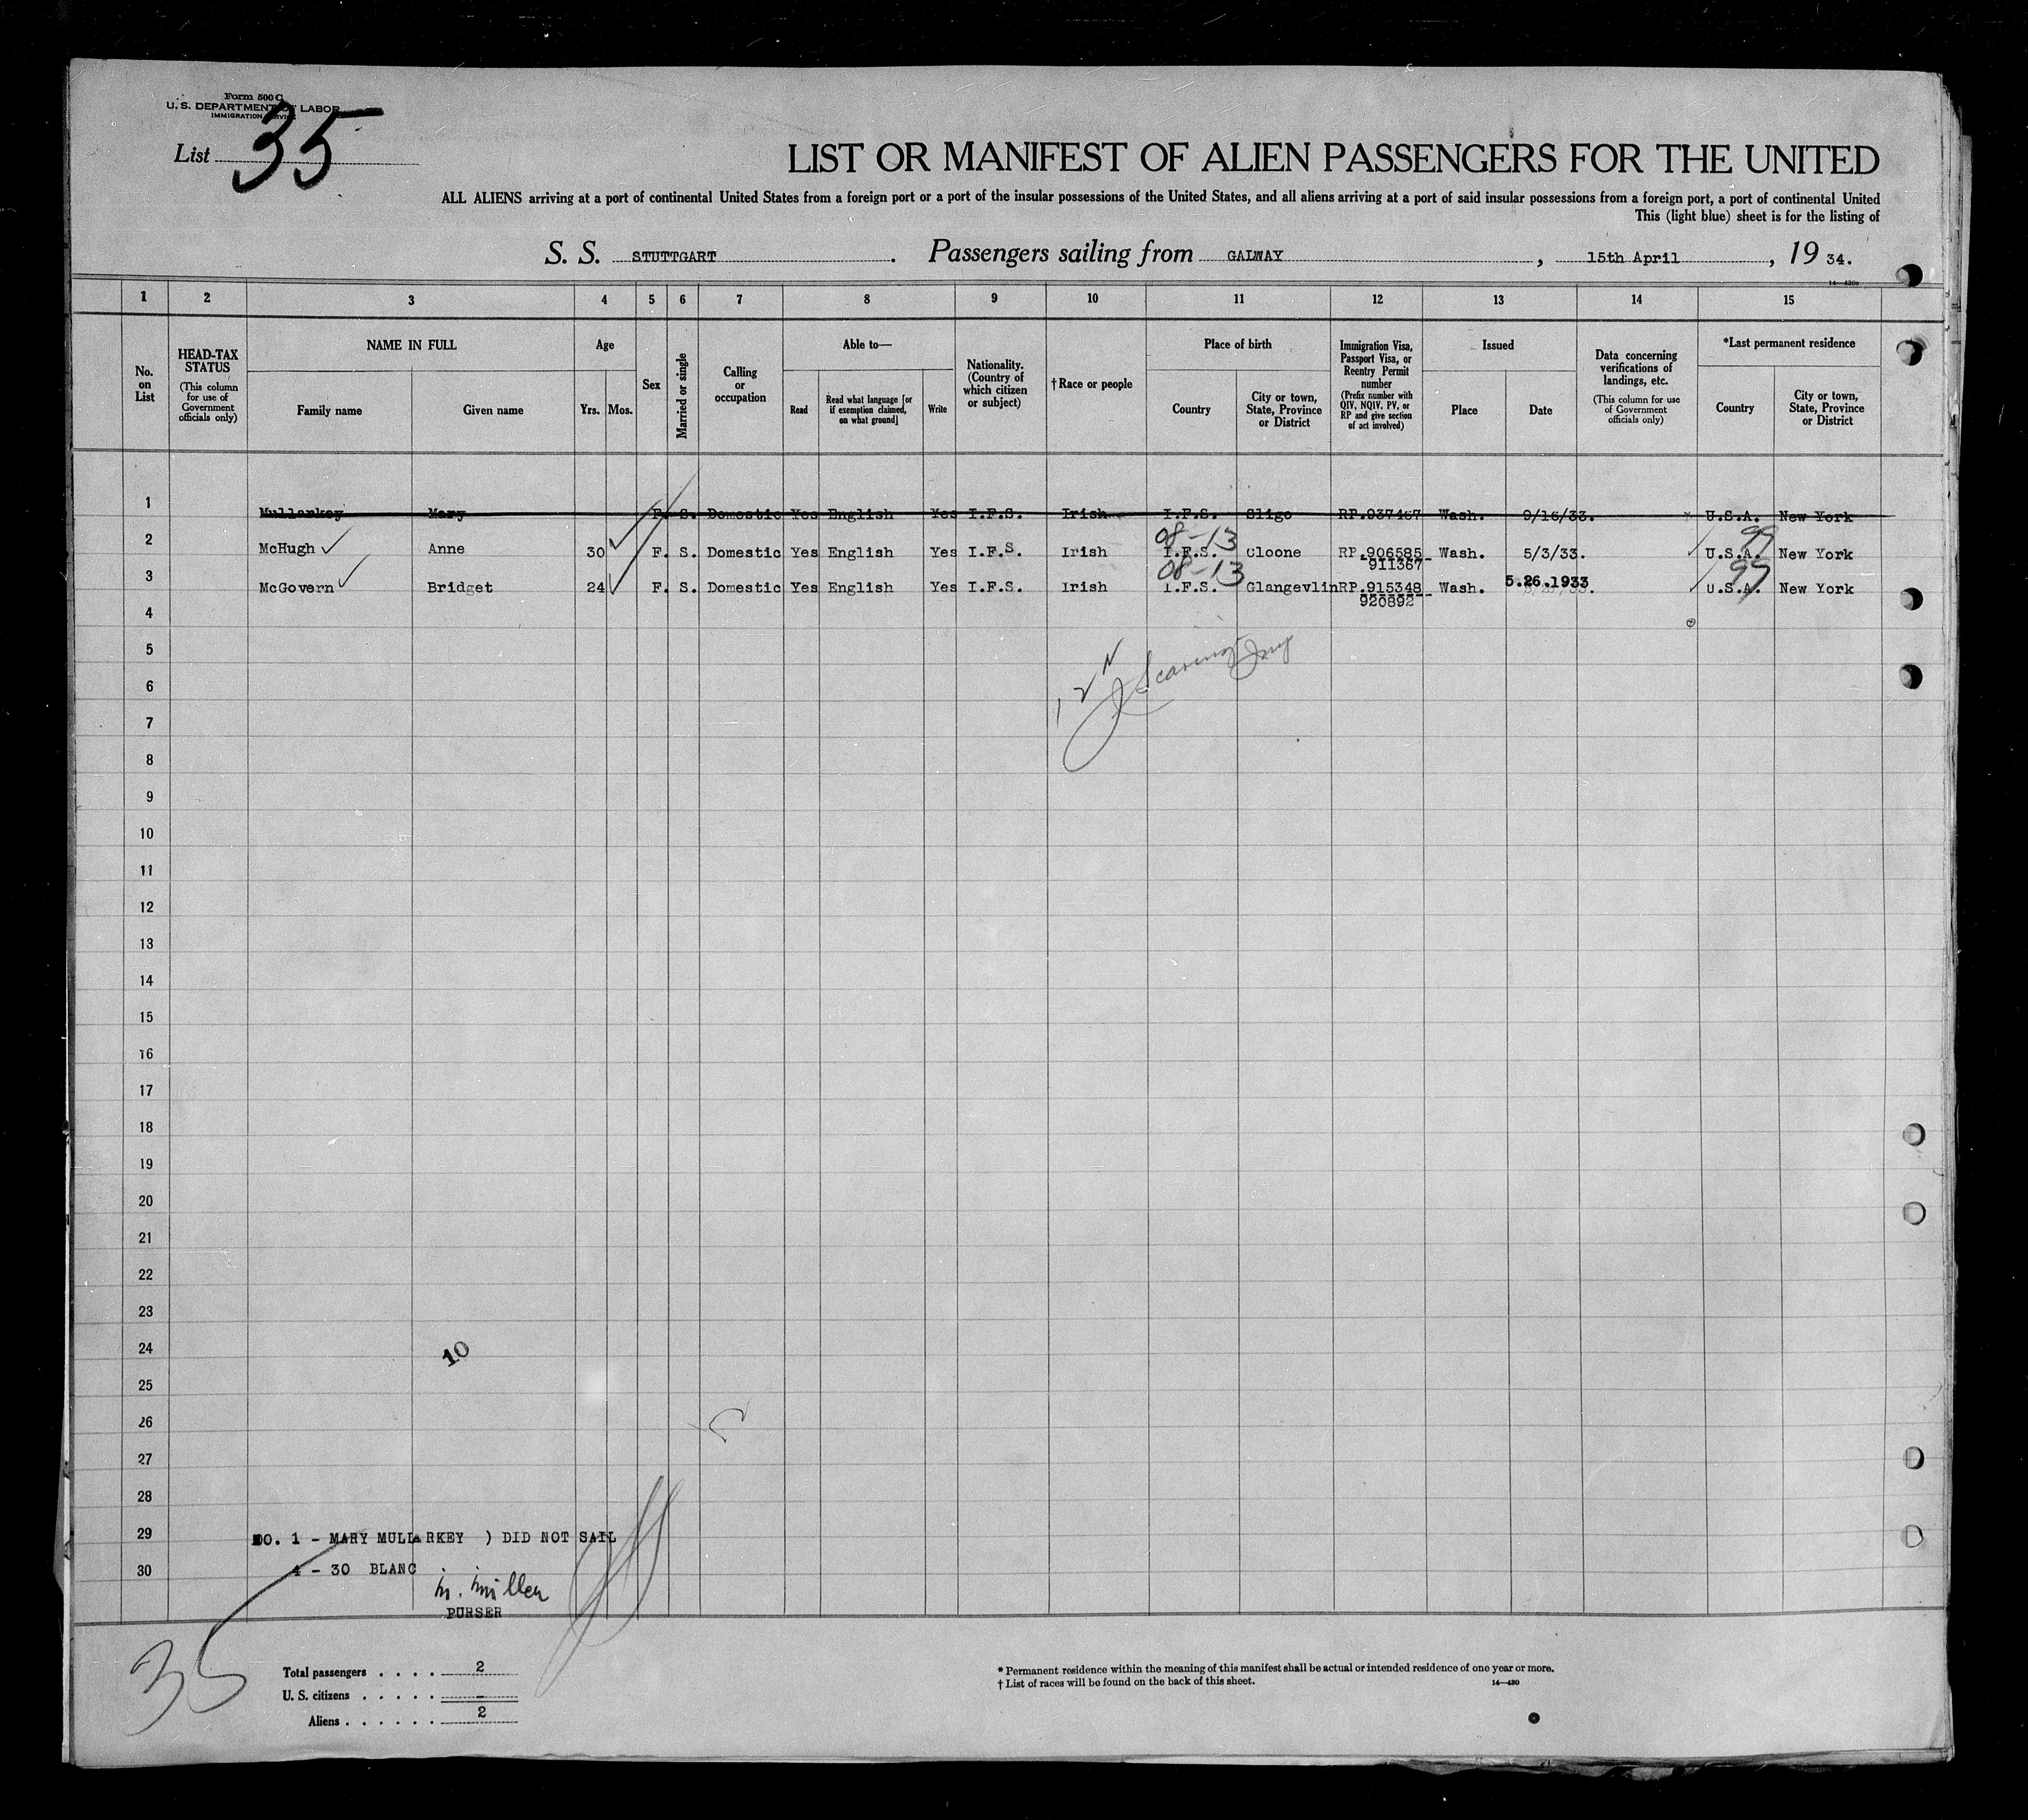 Form 500 C
U. S. DEPARTMENT OF LABOR
IMMIGRATION SERVICE
List 35
LIST OR MANIFEST OF ALIEN PASSENGERS FOR THE UNITED
ALL ALIENS arriving at a port of continental United States from a foreign port or a port of the insular possessions of the United States, and all aliens arriving at a port of said insular possessions from a foreign port, a port of continental United
This (light blue) sheet is for the listing of
S. S. STUTTGART. Passengers sailing from GALWAY, 15th April, 19 34.
14—430c
1 2 3 4 5 6 7 8 9 10 11 12 13 14 15
No. on List
HEAD-TAX STATUS (This column for use of Government officials only)
NAME IN FULL
Family name Given name
Age
Yrs. Mos.
Sex
Married or single
Calling or occupation
Able to—
Read Read what language [or if exemption claimed, on what ground] Write
Nationality. (Country of which citizen or subject)
† Race or people
Place of birth
Country City or town, State, Province or District
Immigration Visa, Passport Visa, or Reentry Permit number (Prefix number with QIV, NQIV, PV, or RP and give section of act involved)
Issued
Place Date
Data concerning verifications of landings, etc. (This column for use of Government officials only)
*Last permanent residence
Country City or town, State, Province or District
1 Mullarkey Mary F. S. Domestic Yes English Yes I.F.S. Irish I.F.S. Sligo Wash. U.S.A. New York
08-13 99
2 McHugh Anne 30 F. S. Domestic Yes English Yes I.F.S. Irish I.F.S. Cloone RP.906585 Wash. 5/3/33. U.S.A. New York
911367
08-13 99
3 McGovern Bridget 24 F. S. Domestic Yes English Yes I.F.S. Irish I.F.S. Glangevlin RP.915348 Wash. 5.26.1933 U.S.A. New York
920892
4
5
6
7
8
9
10
11
12
13
14
15
16
17
18
19
20
21
22
23
24
10
25
26
27
28
29 NO. 1 - MARY MULLARKEY ) DID NOT SAIL
30 4 - 30 BLANC
M. Miller
PURSER
35
Total passengers . . . . 2
U. S. citizens . . . . . –
Aliens . . . . . . 2
* Permanent residence within the meaning of this manifest shall be actual or intended residence of one year or more.
† List of races will be found on the back of this sheet.
14—430